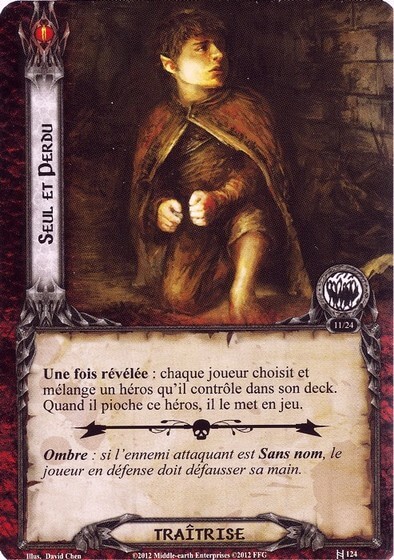 SEUL ET PERDU
11/24
Une fois révélée : chaque joueur choisit et
mélange un héros qu'il contrôle dans son deck.
Quand il pioche ce héros, il le met en jeu.
Ombre : si l'ennemi attaquant est Sans nom, le
joueur en défense doit défausser sa main.
TRAÎTRISE
Illus. David Chen ©2012 Middle-earth Enterprises ©2012 FFG 124